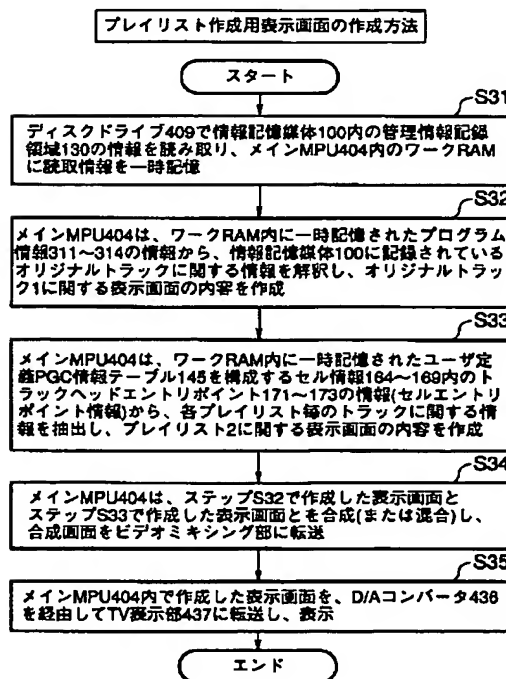 プレイリスト作成用表示画面の作成方法
スタート
S31
ディスクドライブ409で情報記憶媒体100内の管理情報記録
領域130の情報を読み取り、メインMPU404内のワークRAM
に読取情報を一時記憶
S32
メインMPU404は、ワークRAM内に一時記憶されたプログラム
情報311～314の情報から、情報記憶媒体100に記録されている
オリジナルトラックに関する情報を解釈し、オリジナルトラッ
ク1に関する表示画面の内容を作成
S33
メインMPU404は、ワークRAM内に一時記憶されたユーザ定
義PGC情報テーブル145を構成するセル情報164～169内のト
ラックヘッドエントリポイント171～173の情報(セルエントリ
ポイント情報)から、各プレイリスト毎のトラックに関する情
報を抽出し、プレイリスト2に関する表示画面の内容を作成
S34
メインMPU404は、ステップS32で作成した表示画面と
ステップS33で作成した表示画面とを合成(または混合)し、
合成画面をビデオミキシング部に転送
S35
メインMPU404内で作成した表示画面を、D/Aコンバータ436
を経由してTV表示部437に転送し、表示
エンド